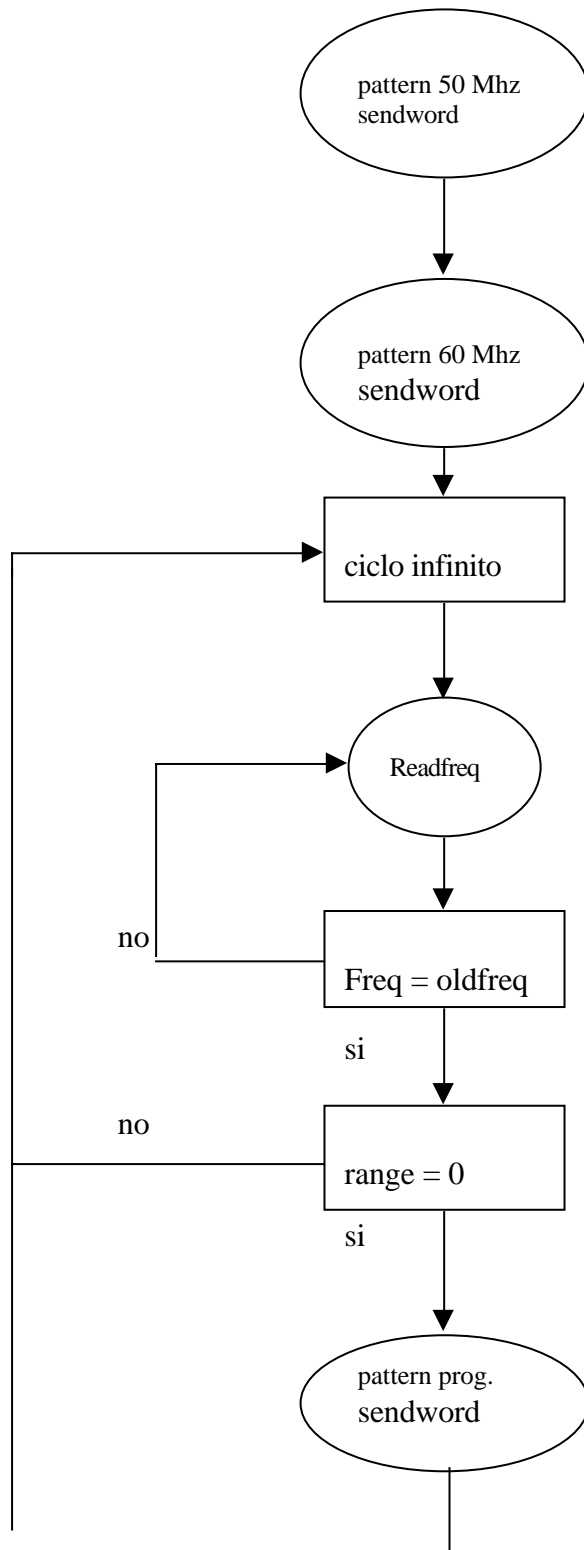 pattern 50 Mhz
sendword
pattern 60 Mhz
sendword
ciclo infinito
Readfreq
no
Freq = oldfreq
si
no
range = 0
si
pattern prog.
sendword